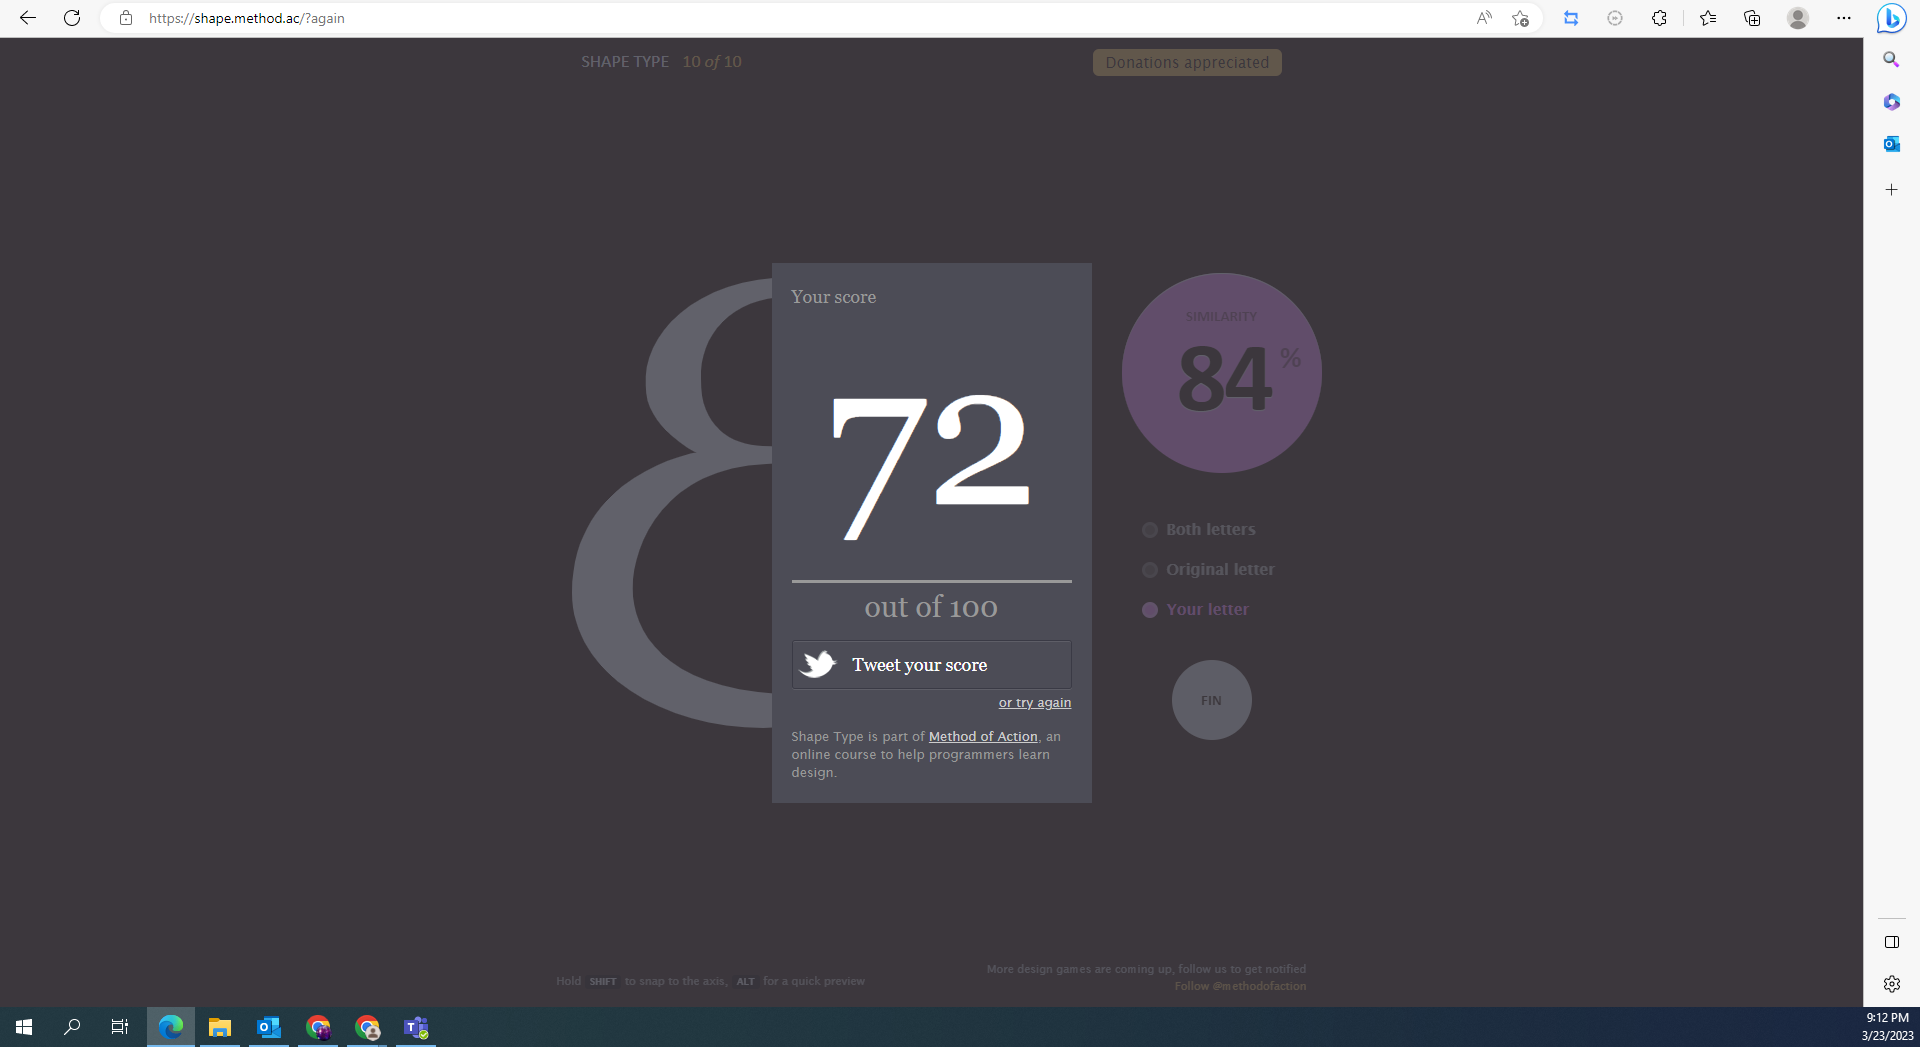 https://shape.method.ac/?again
SHAPE TYPE 10 of 10
Donations appreciated
8
Your score
72
out of 100
Tweet your score
or try again
Shape Type is part of Method of Action, an
online course to help programmers learn
design.
SIMILARITY
84 %
Both letters
Original letter
Your letter
FIN
Hold SHIFT to snap to the axis, ALT for a quick preview
More design games are coming up, follow us to get notified
Follow @methodofaction
9:12 PM
3/23/2023